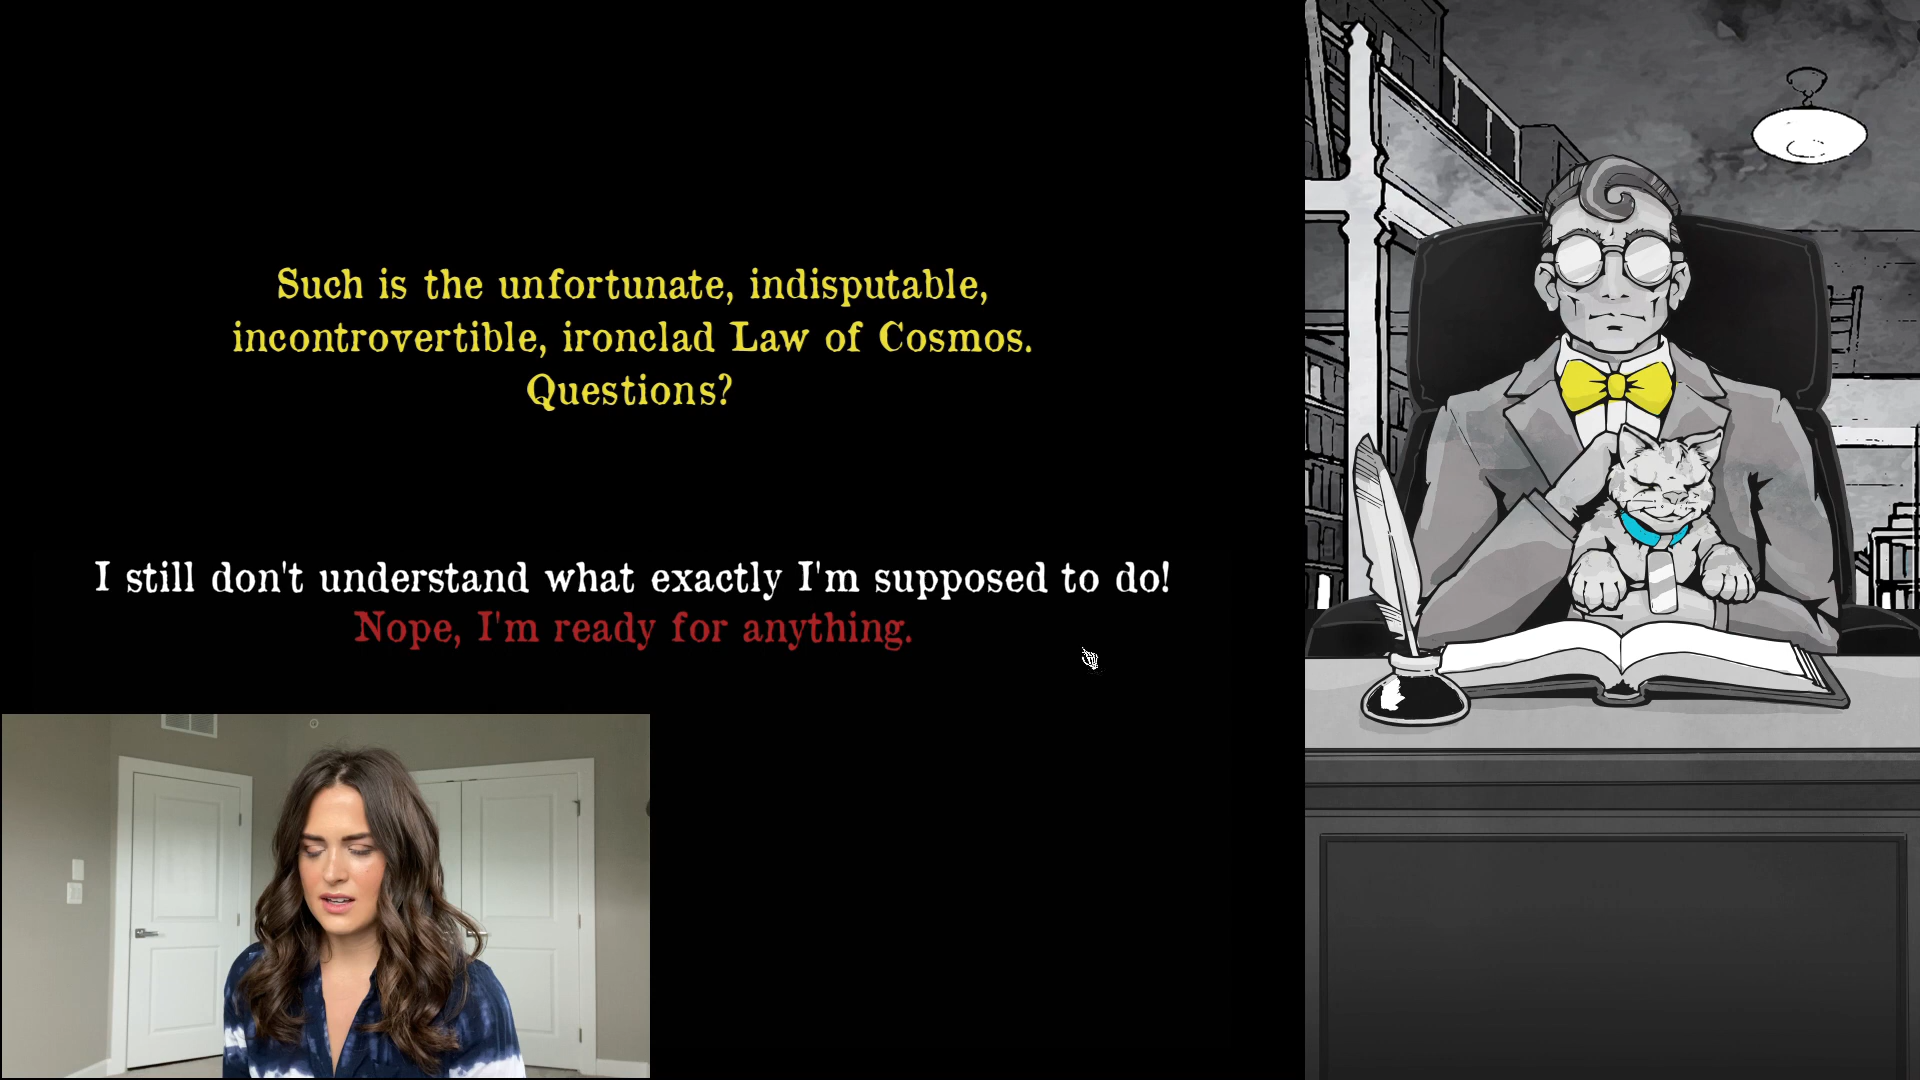 Such is the unfortunate, indisputable,
incontrovertible, ironclad Law of Cosmos.
Questions?
I still don't understand what exactly I'm supposed to do!
Nope, I'm ready for anything.